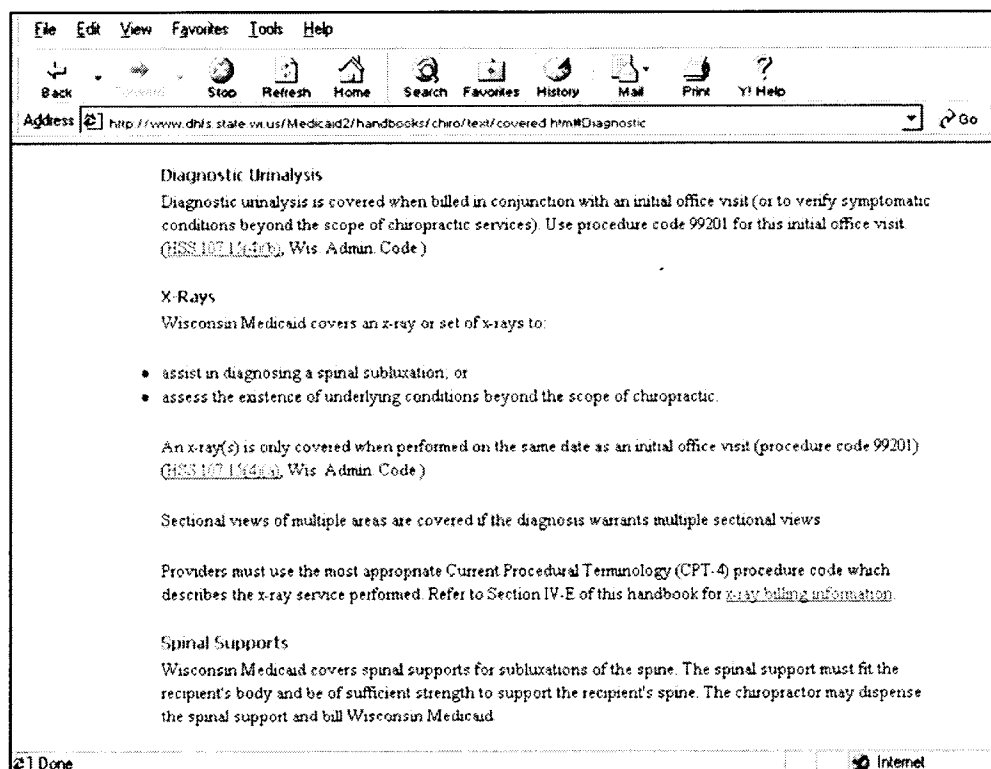 File Edit View Favorites Tools Help
Back Forward Stop Refresh Home Search Favorites History Mail Print Y! Help
Address http://www.dhfs.state.wi.us/Medicaid2/handbooks/chiro/text/covered.htm#Diagnostic Go
Diagnostic Urinalysis
Diagnostic urinalysis is covered when billed in conjunction with an initial office visit (or to verify symptomatic
conditions beyond the scope of chiropractic services). Use procedure code 99201 for this initial office visit.
(HSS 107.15(4)(b), Wis. Admin. Code.)
X-Rays
Wisconsin Medicaid covers an x-ray or set of x-rays to:
• assist in diagnosing a spinal subluxation; or
• assess the existence of underlying conditions beyond the scope of chiropractic.
An x-ray(s) is only covered when performed on the same date as an initial office visit (procedure code 99201)
(HSS 107.15(4)(a), Wis. Admin. Code.)
Sectional views of multiple areas are covered if the diagnosis warrants multiple sectional views
Providers must use the most appropriate Current Procedural Terminology (CPT-4) procedure code which
describes the x-ray service performed. Refer to Section IV-E of this handbook for x-ray billing information.
Spinal Supports
Wisconsin Medicaid covers spinal supports for subluxations of the spine. The spinal support must fit the
recipient's body and be of sufficient strength to support the recipient's spine. The chiropractor may dispense
the spinal support and bill Wisconsin Medicaid
Done Internet